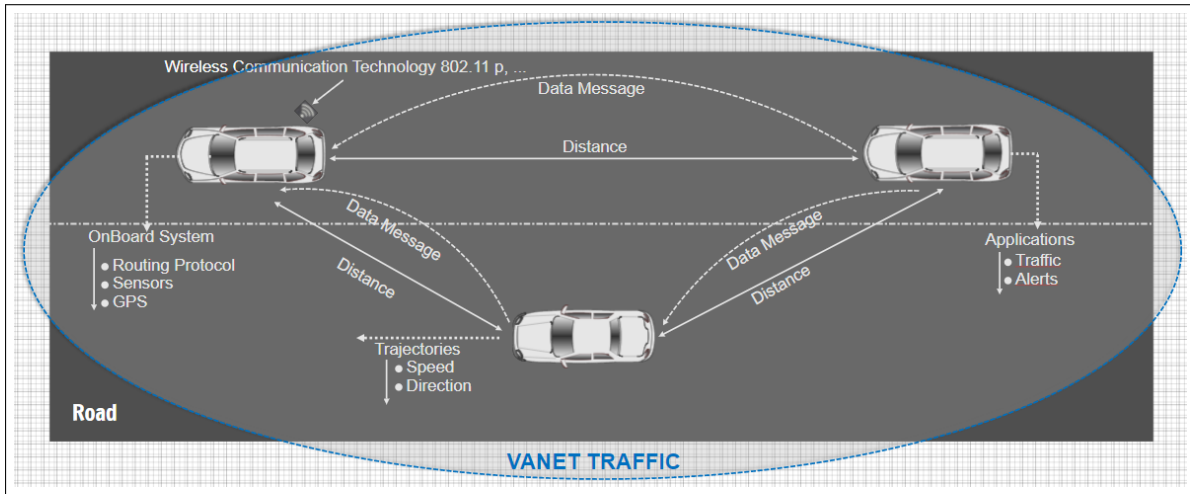 Wireless Communication Technology 802.11 p, ...
Data Message
Distance
Data Message
Distance
Data Message
Distance
OnBoard System
● Routing Protocol
● Sensors
● GPS
Applications
● Traffic
● Alerts
Trajectories
● Speed
● Direction
Road
VANET TRAFFIC